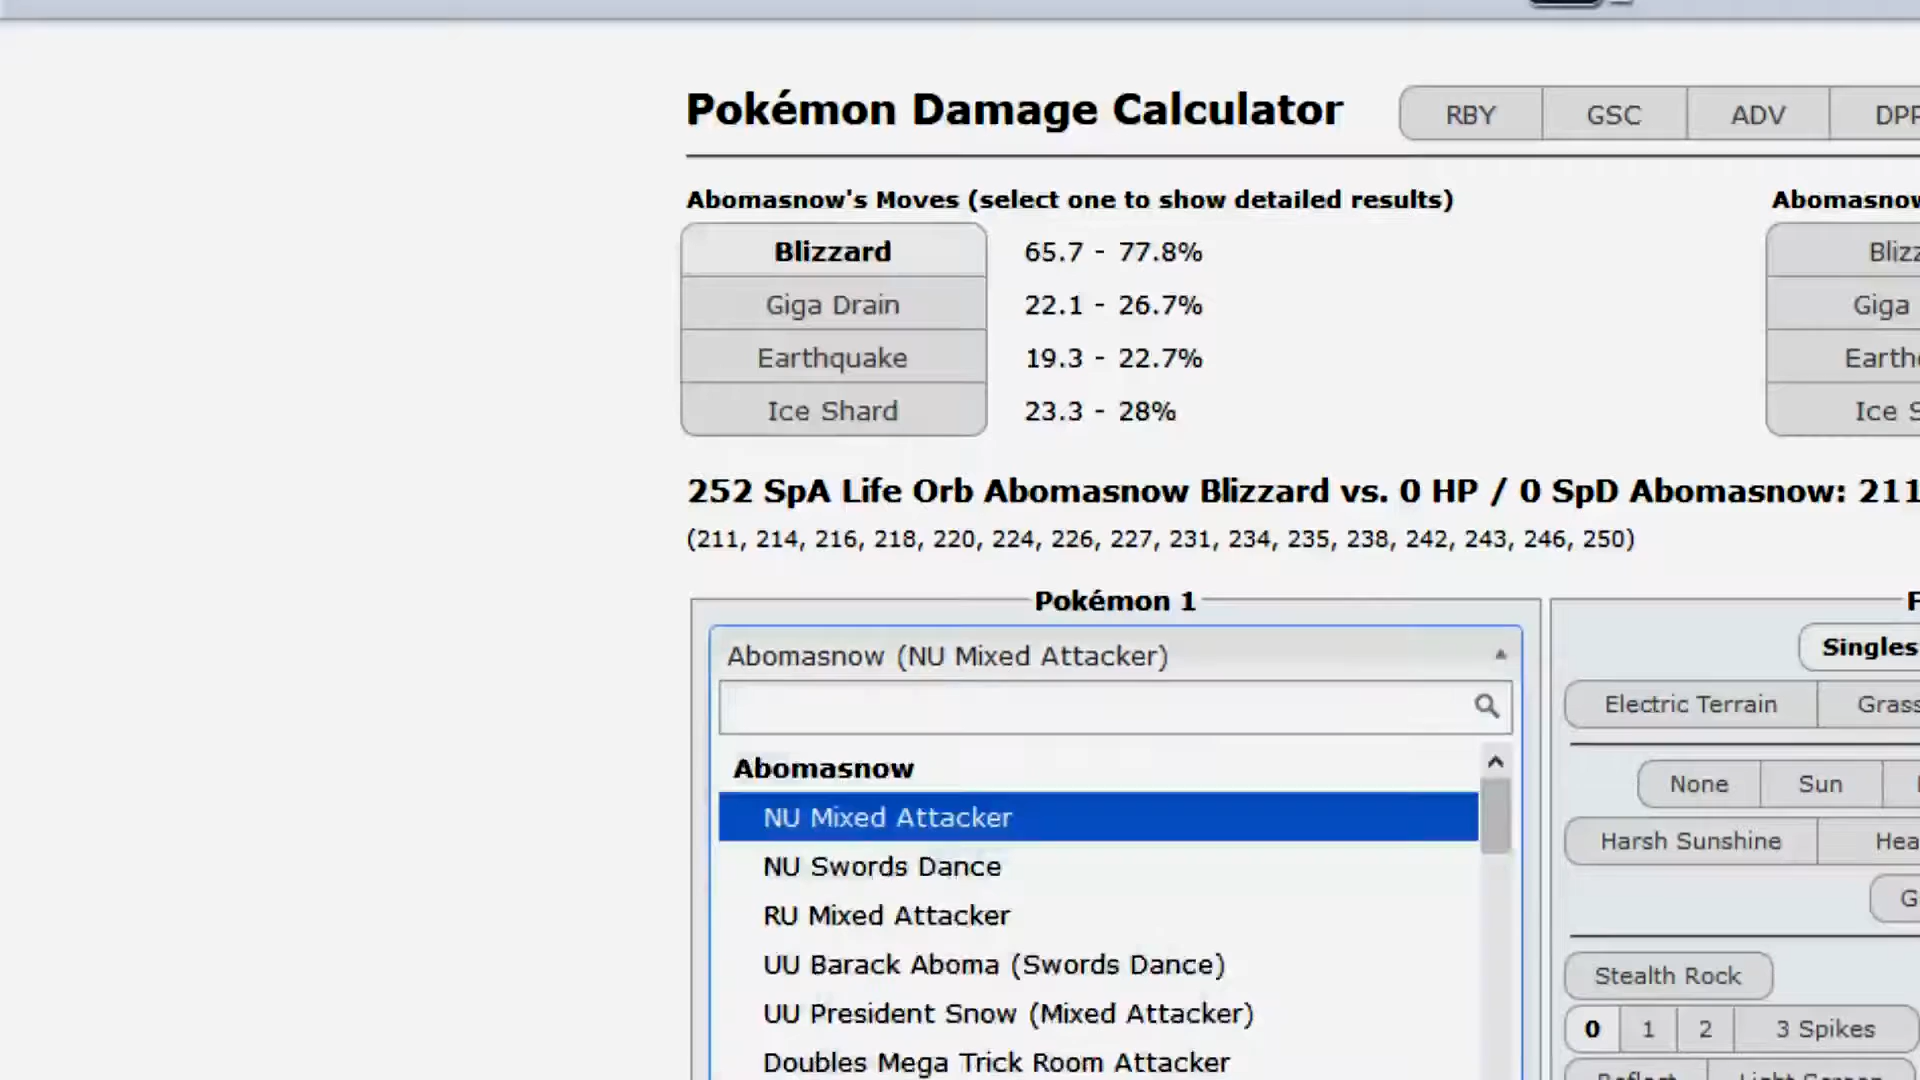 Pokémon Damage Calculator RBY GSC ADV
Abomasnow's Moves (select one to show detailed results)
Blizzard 65.7 - 77.8%
Giga Drain 22.1 - 26.7% Giga
Earthquake 19.3 - 22.7%
Ice Shard 23.3 - 28% Ice
252 SpA Life Orb Abomasnow Blizzard vs. 0 HP / 0 SpD Abomasnow: 211
(211, 214, 216, 218, 220, 224, 226, 227, 231, 234, 235, 238, 242, 243, 246, 250)
Pokémon 1
Abomasnow (NU Mixed Attacker)
Abomasnow
NU Mixed Attacker
NU Swords Dance
RU Mixed Attacker
UU Barack Aboma (Swords Dance)
UU President Snow (Mixed Attacker)
Doubles Mega Trick Room Attacker
Singles
Electric Terrain
None Sun
Harsh Sunshine
Stealth Rock
0 1 2 3 Spikes